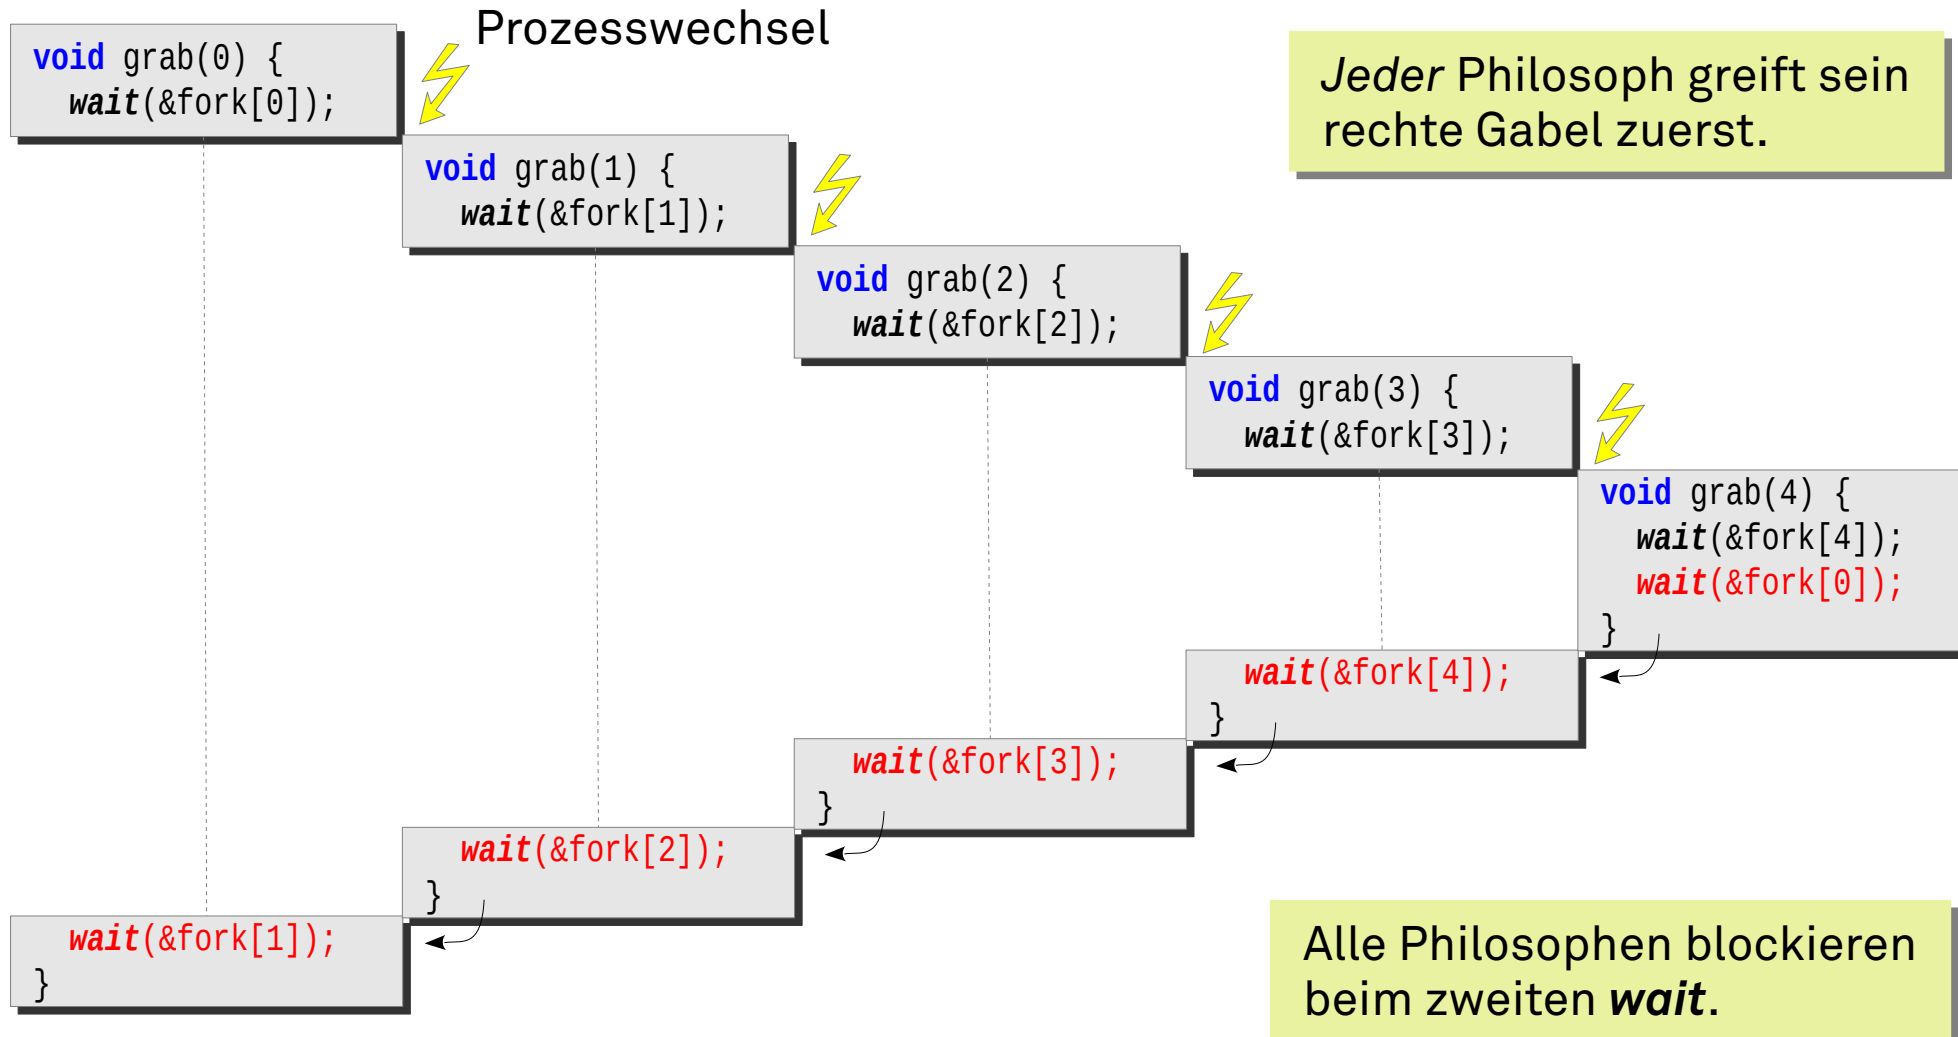 Prozesswechsel
void grab(0) {
wait(&fork[0]);
Jeder Philosoph greift sein
rechte Gabel zuerst.
void grab(1) {
wait(&fork[1]);
void grab(2) {
wait(&fork[2]);
void grab(3) {
wait(&fork[3]);
void grab(4) {
wait(&fork[4]);
wait(&fork[0]);
}
wait(&fork[4]);
}
wait(&fork[3]);
}
wait(&fork[2]);
}
wait(&fork[1]);
}
Alle Philosophen blockieren
beim zweiten wait.